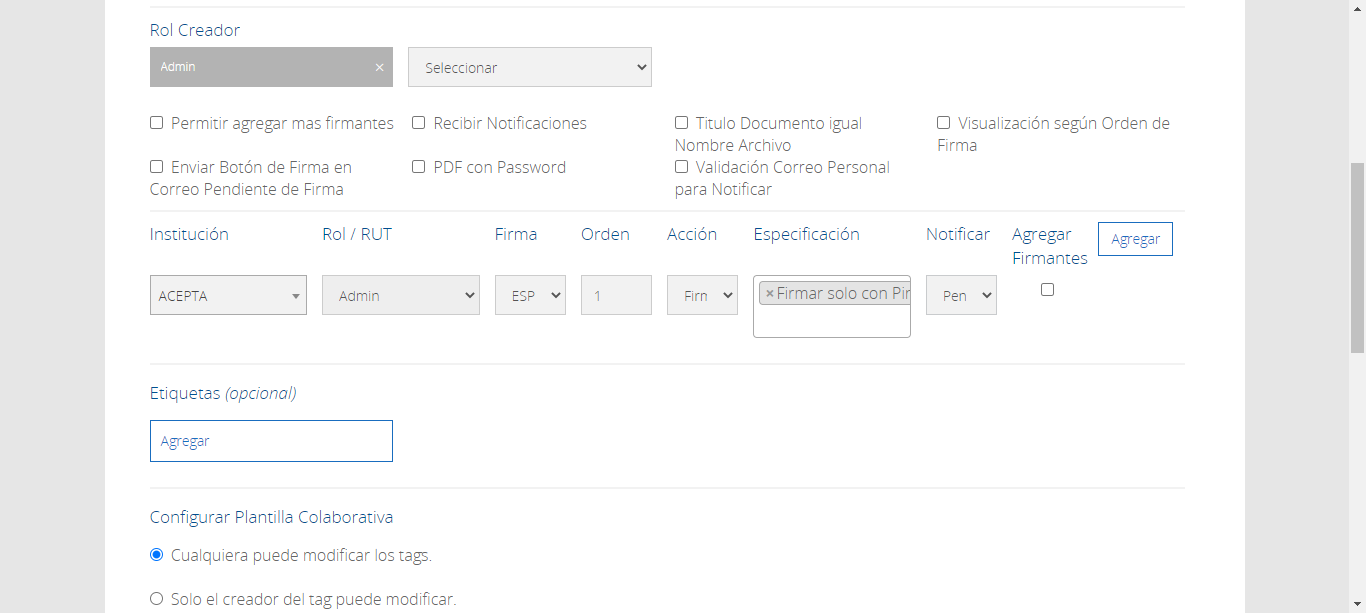 Rol Creador
Admin ×
Seleccionar
Permitir agregar mas firmantes
Recibir Notificaciones
Titulo Documento igual
Nombre Archivo
Visualización según Orden de
Firma
Enviar Botón de Firma en
Correo Pendiente de Firma
PDF con Password
Validación Correo Personal
para Notificar
Institución
Rol / RUT
Firma
Orden
Acción
Especificación
Notificar
Agregar
Firmantes
Agregar
ACEPTA
Admin
ESP
1
Firn
×Firmar solo con Pin
Pen
Etiquetas (opcional)
Agregar
Configurar Plantilla Colaborativa
Cualquiera puede modificar los tags.
Solo el creador del tag puede modificar.